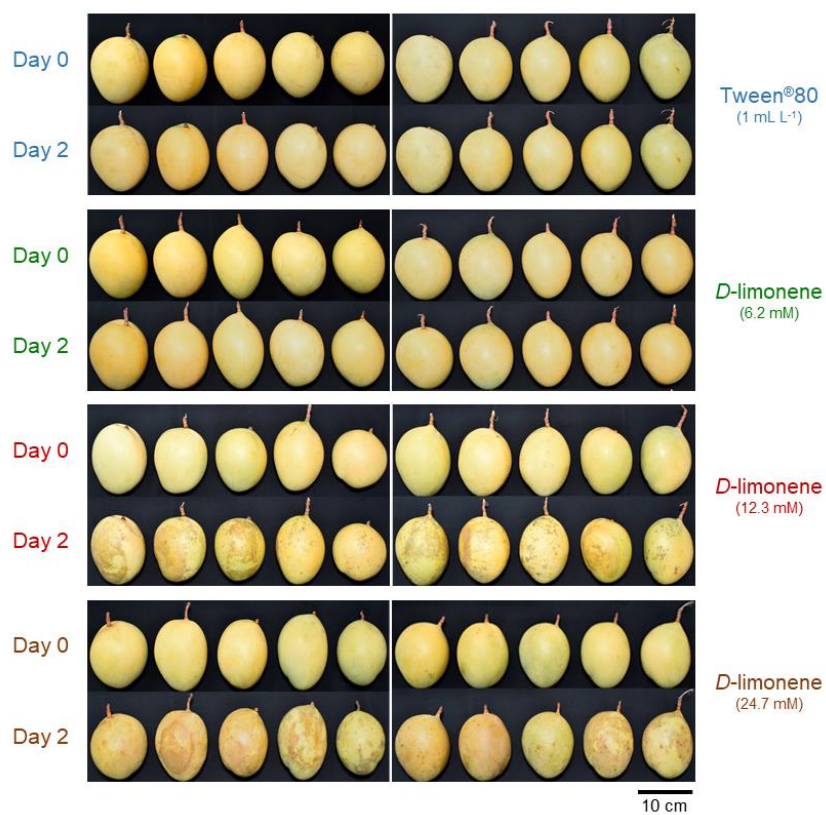 Day 0
Tween®80
(1 mL L-1)
Day 2
Day 0
D-limonene
(6.2 mM)
Day 2
Day 0
D-limonene
(12.3 mM)
Day 2
Day 0
D-limonene
(24.7 mM)
Day 2
10 cm